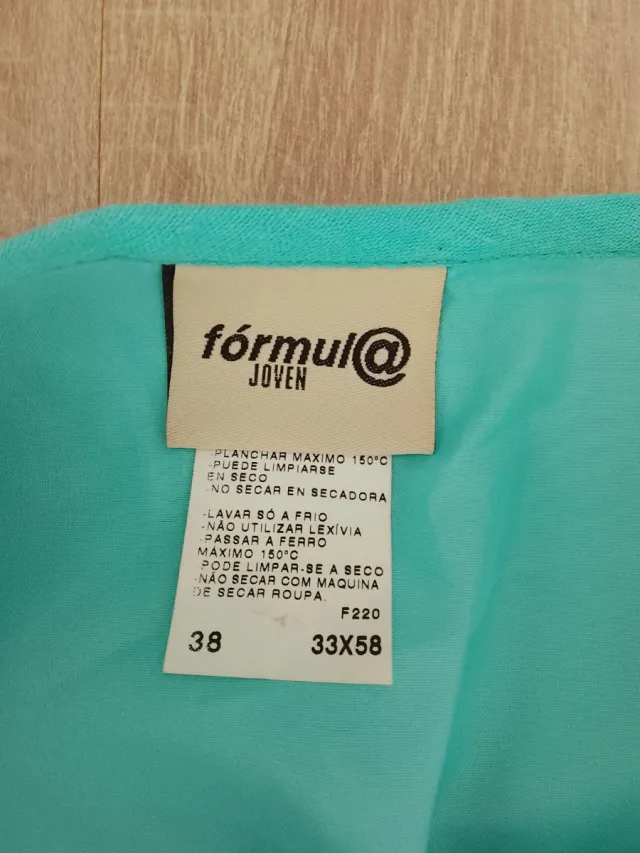 fórmul@
JOVEN
-PLANCHAR MAXIMO 150°C
-PUEDE LIMPIARSE
EN SECO
-NO SECAR EN SECADORA
-LAVAR SÓ A FRIO
-NÃO UTILIZAR LEXÍVIA
-PASSAR A FERRO
MÁXIMO 150°C
PODE LIMPAR-SE A SECO
-NÃO SECAR COM MAQUINA
DE SECAR ROUPA.
F220
38 33X58